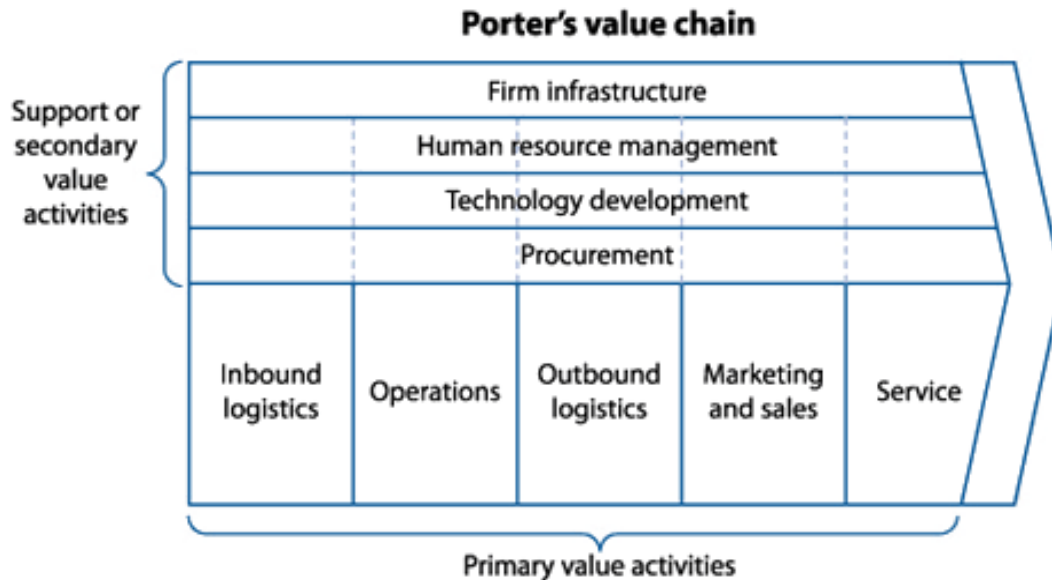 Porter's value chain
Support or
secondary
value
activities
Firm infrastructure
Human resource management
Technology development
Procurement
Inbound
logistics
Operations
Outbound
logistics
Marketing
and sales
Service
Primary value activities